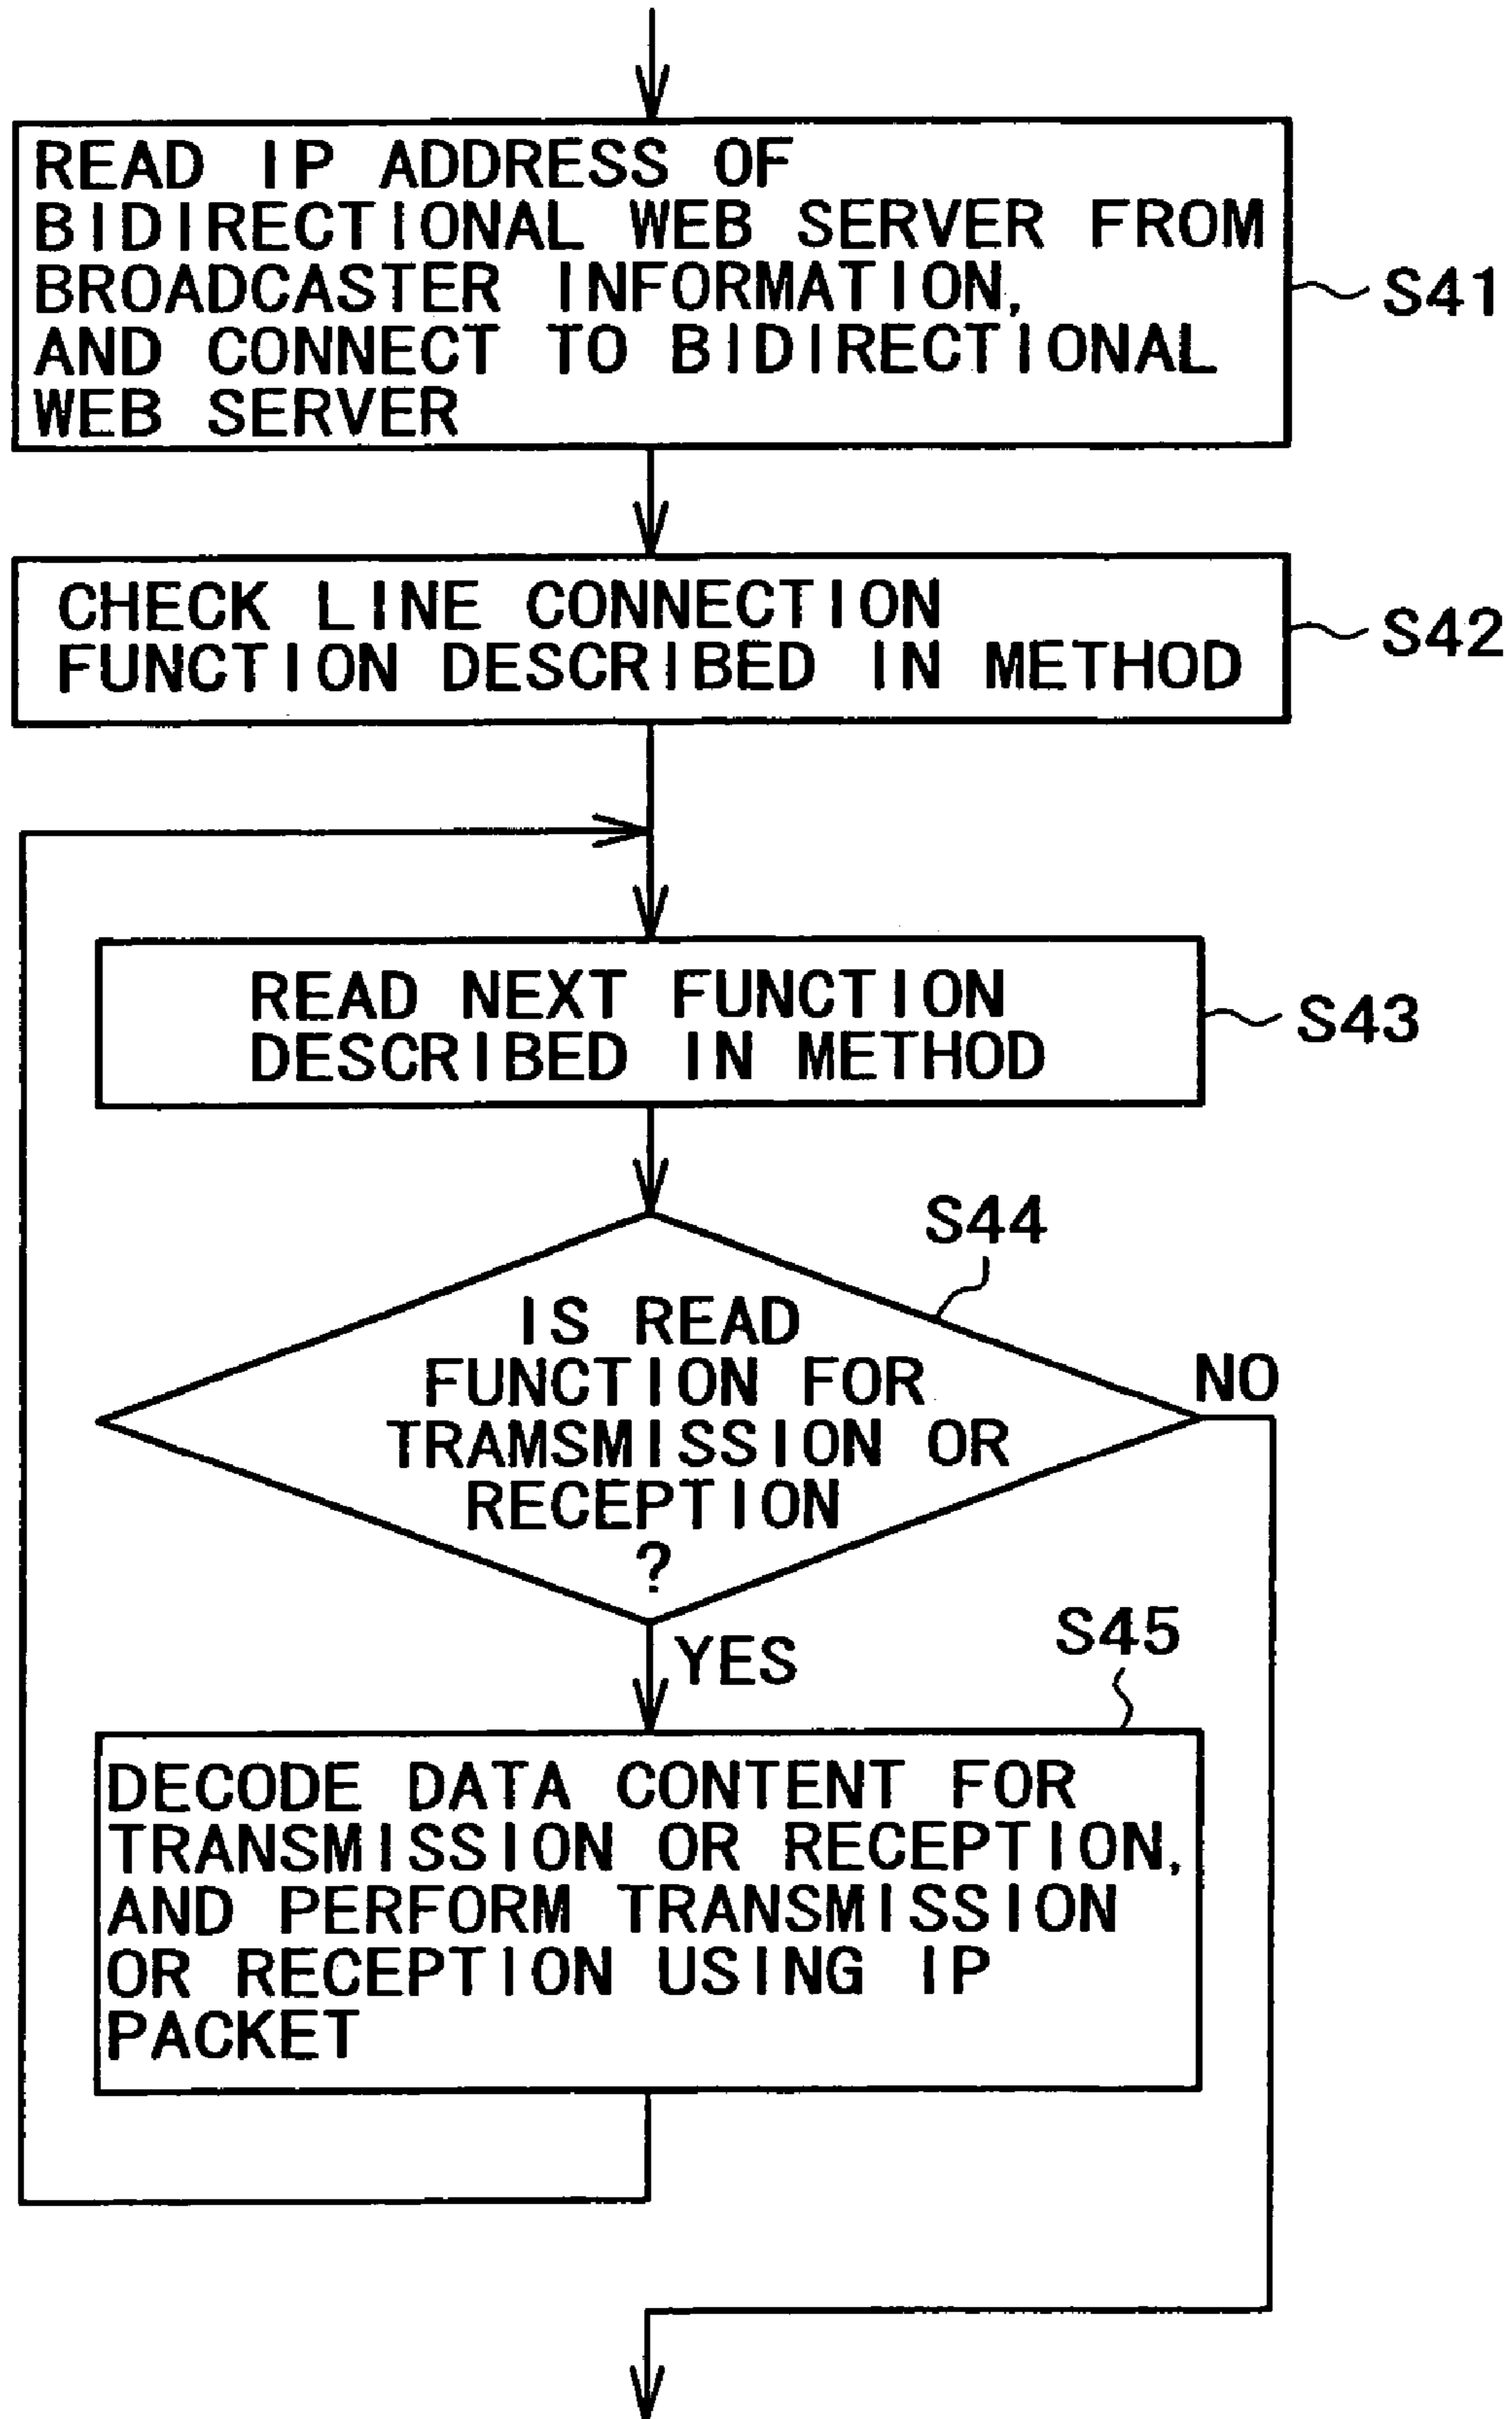 READ IP ADDRESS OF
BIDIRECTIONAL WEB SERVER FROM
BROADCASTER INFORMATION,
AND CONNECT TO BIDIRECTIONAL
WEB SERVER
S41
CHECK LINE CONNECTION
FUNCTION DESCRIBED IN METHOD
S42
READ NEXT FUNCTION
DESCRIBED IN METHOD
S43
S44
IS READ
FUNCTION FOR
TRAMSMISSION OR
RECEPTION
?
NO
YES
S45
DECODE DATA CONTENT FOR
TRANSMISSION OR RECEPTION,
AND PERFORM TRANSMISSION
OR RECEPTION USING IP
PACKET